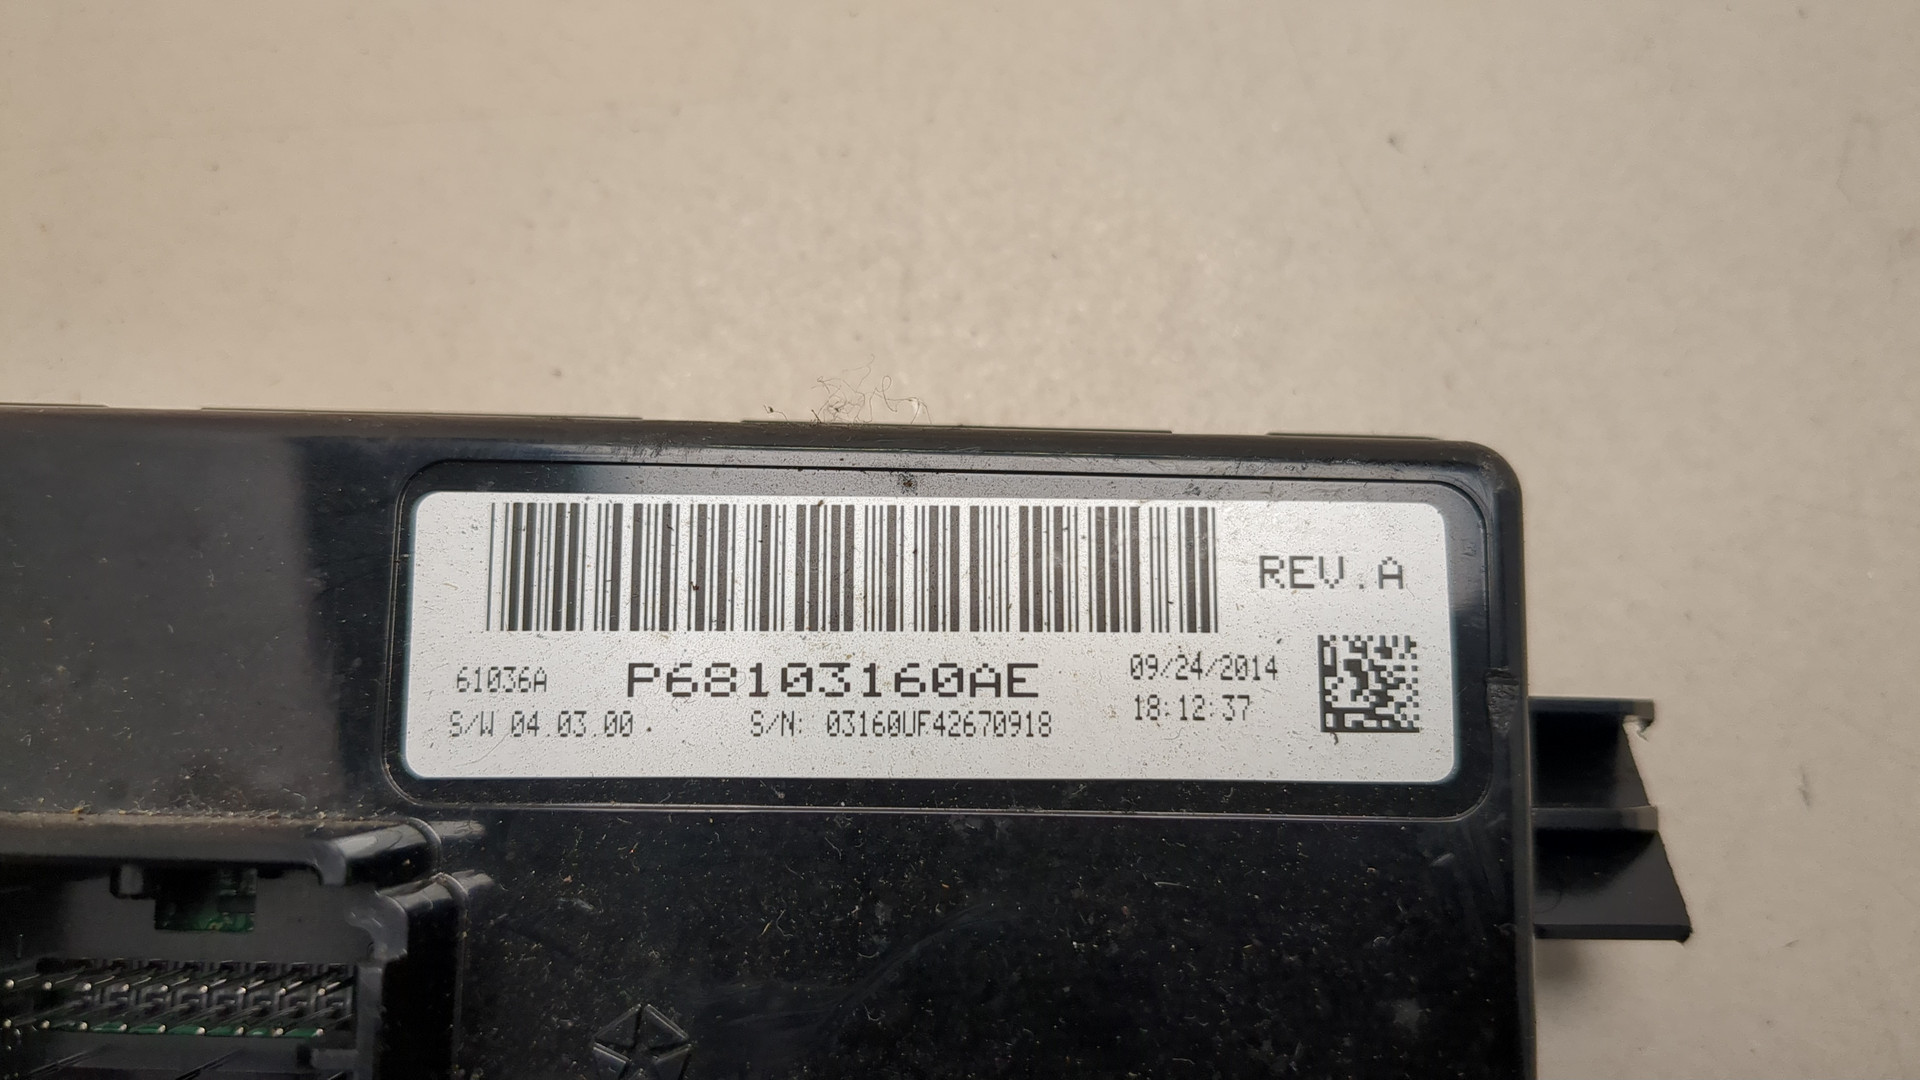 REV.A
61036A P68103160AE 09/24/2014
S/W 04.03.00. S/N: 03160UF42670918 18:12:37